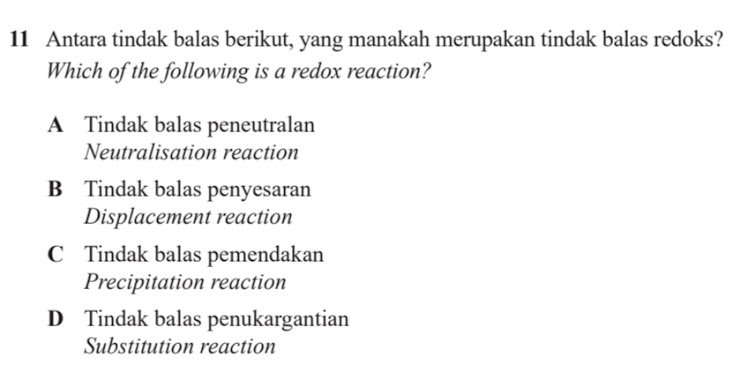 11 Antara tindak balas berikut, yang manakah merupakan tindak balas redoks?
Which of the following is a redox reaction?
A Tindak balas peneutralan
Neutralisation reaction
B Tindak balas penyesaran
Displacement reaction
C Tindak balas pemendakan
Precipitation reaction
D Tindak balas penukargantian
Substitution reaction